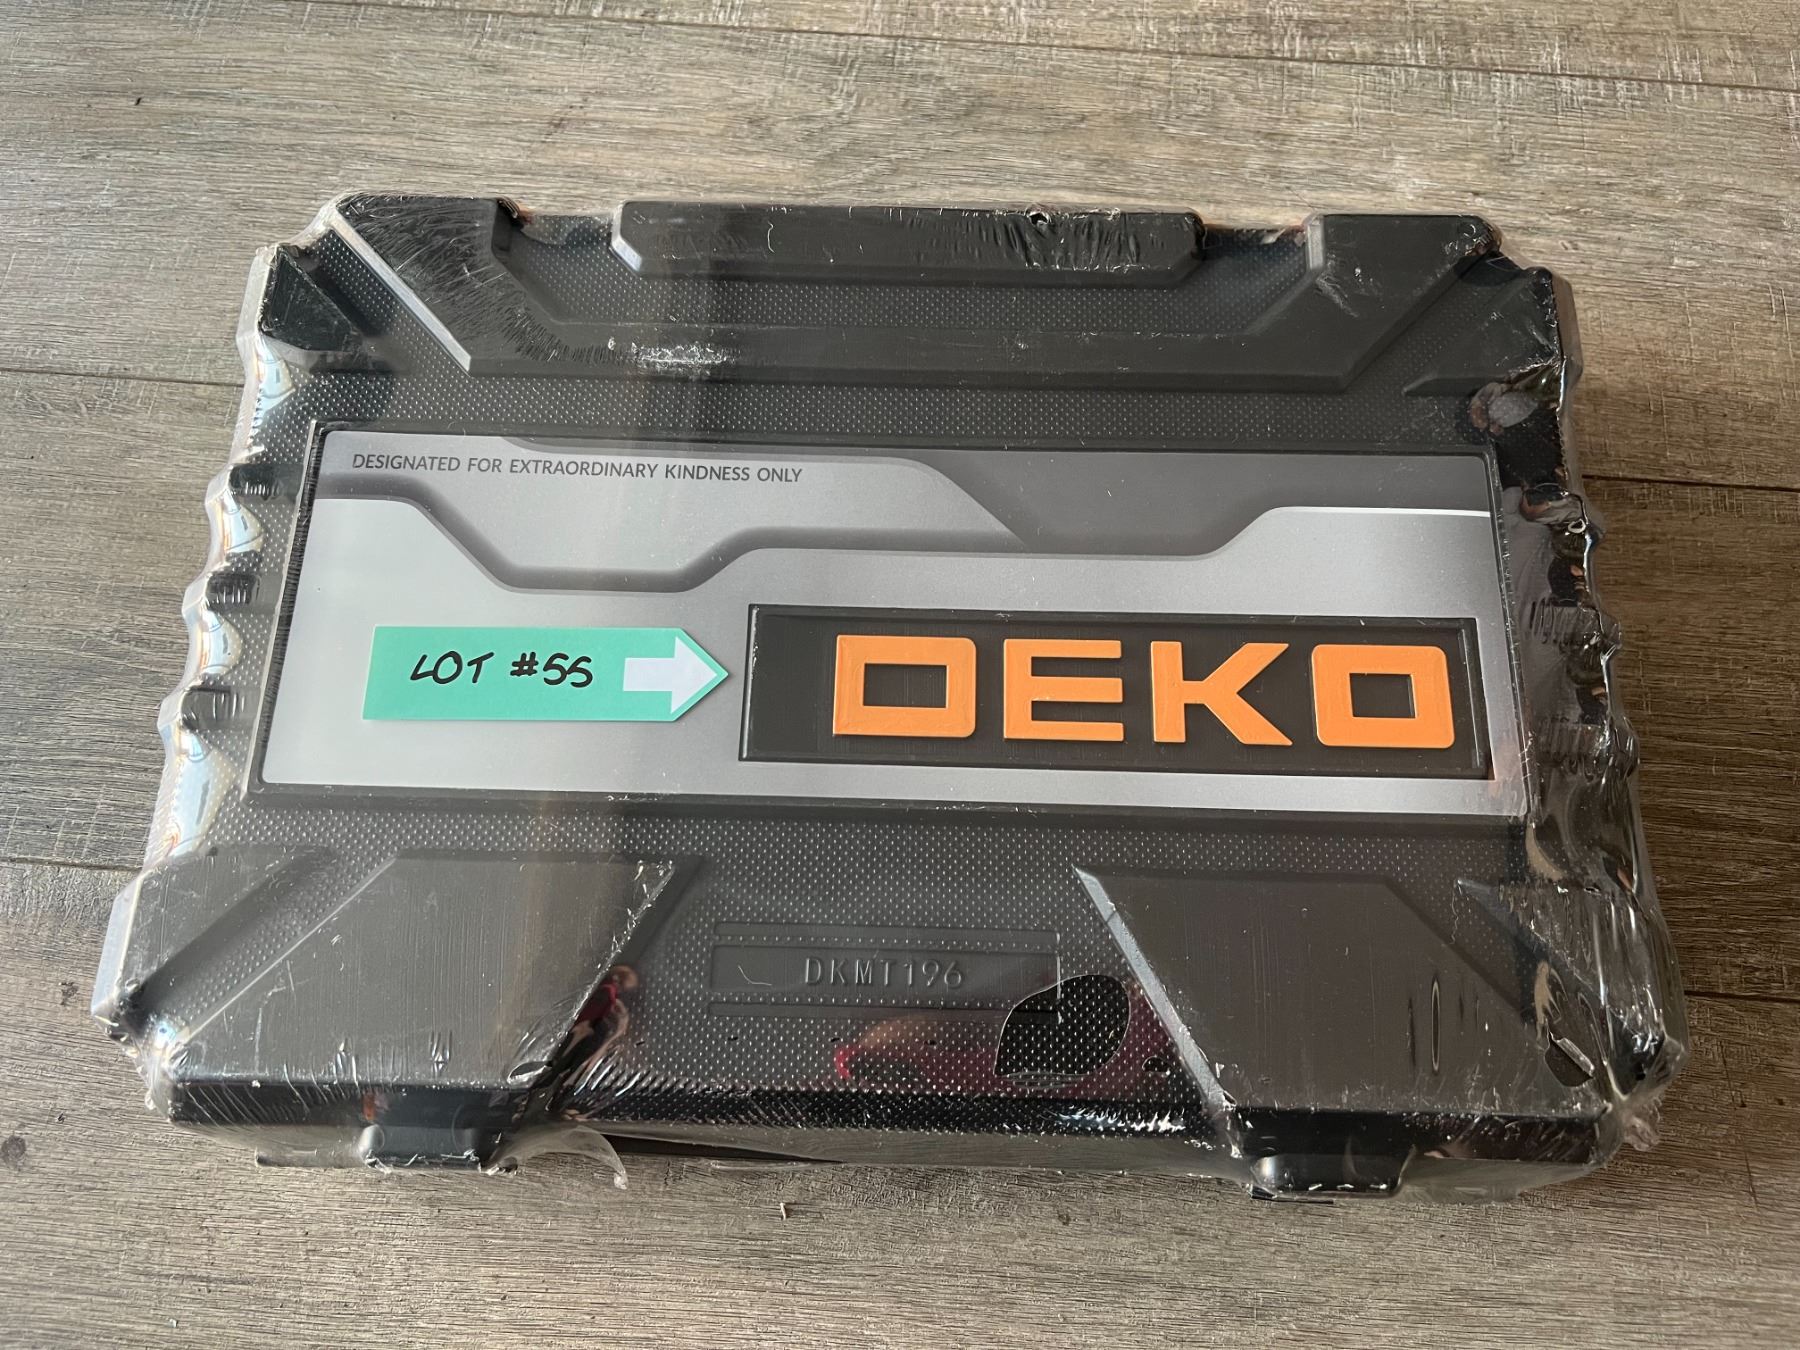 DESIGNATED FOR EXTRAORDINARY KINDNESS ONLY
LOT #55
DEKO
DKMT196